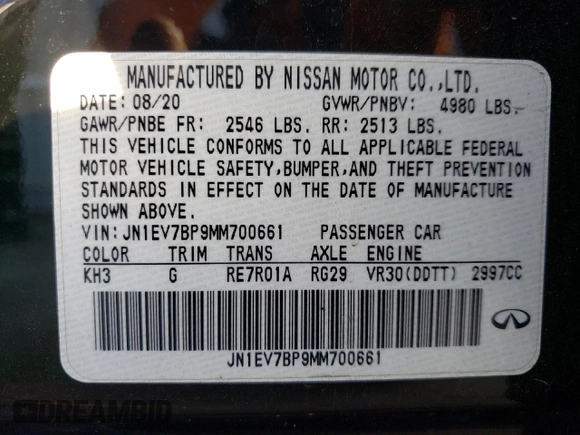 MANUFACTURED BY NISSAN MOTOR CO.,LTD.
DATE: 08/20 GVWR/PNBV: 4980 LBS.
GAWR/PNBE FR: 2546 LBS. RR: 2513 LBS.
THIS VEHICLE CONFORMS TO ALL APPLICABLE FEDERAL
MOTOR VEHICLE SAFETY,BUMPER,AND THEFT PREVENTION
STANDARDS IN EFFECT ON THE DATE OF MANUFACTURE
SHOWN ABOVE.
VIN:JN1EV7BP9MM700661 PASSENGER CAR
COLOR TRIM TRANS AXLE ENGINE
KH3 G RE7R01A RG29 VR30(DDTT) 2997CC
JN1EV7BP9MM700661
DREAMBID